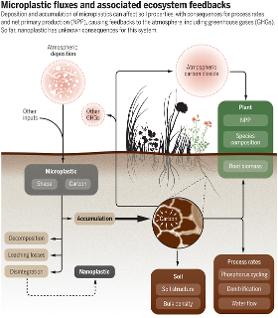 Microplastic fluxes and associated ecosystem feedbacks
Deposition and accumulation of microplastics can affect soil properties, with consequences for process rates
and net primary production (NPP), causing feedbacks to the atmosphere including greenhouse gases (GHGs).
So far, nanoplastic has unknown consequences for this system.
Atmospheric
deposition
Atmospheric
carbon dioxide
Other
inputs
Other
GHGs
Plant
NPP
Species
composition
Root biomass
Microplastic
Shape
Carbon
Accumulation
Carbon
Decomposition
Leaching losses
Disintegration
Nanoplastic
Soil
Soil structure
Bulk density
Process rates
Phosphorus cycling
Denitrification
Water flow